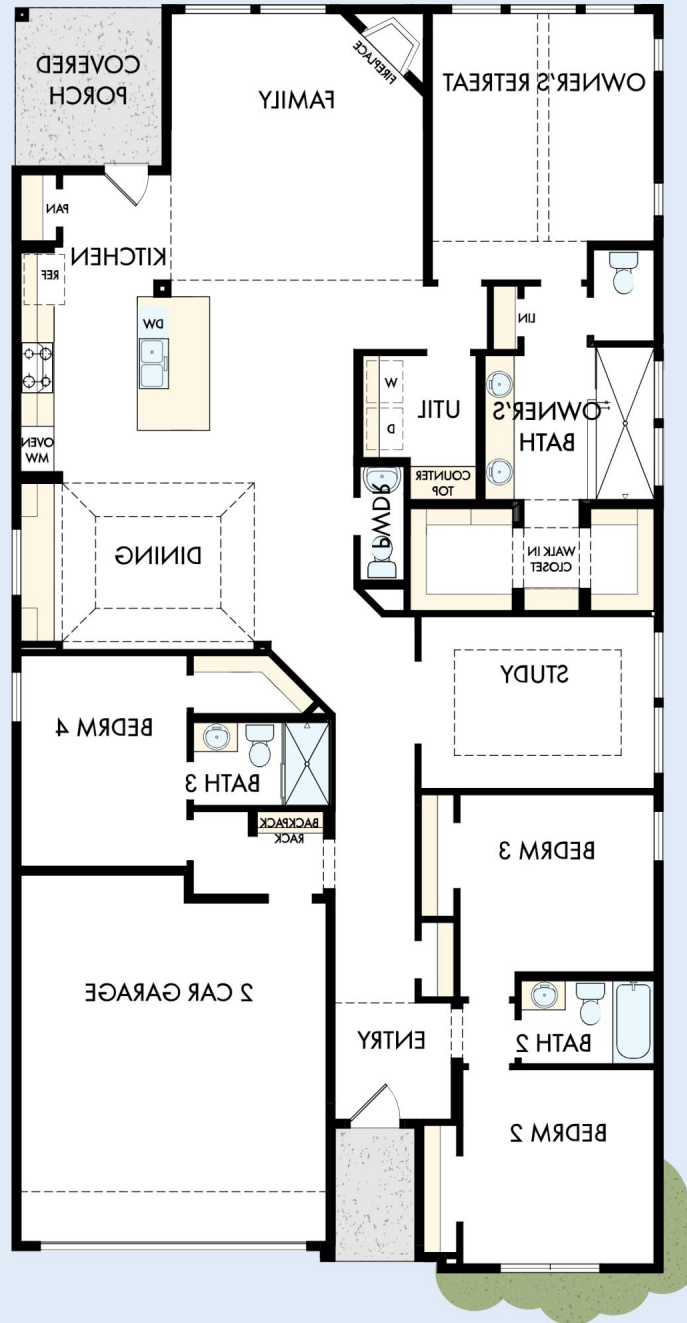 COVERED
PORCH
FAMILY
FIREPLACE
OWNER'S RETREAT
PAN
KITCHEN
REF
DW
LIN
W
D
UTIL
OWNER'S
BATH
OVEN
MW
COUNTER
TOP
PWDR
WALK IN
CLOSET
DINING
STUDY
BEDRM 4
BATH 3
BACKPACK
RACK
BEDRM 3
2 CAR GARAGE
ENTRY
BATH 2
BEDRM 2